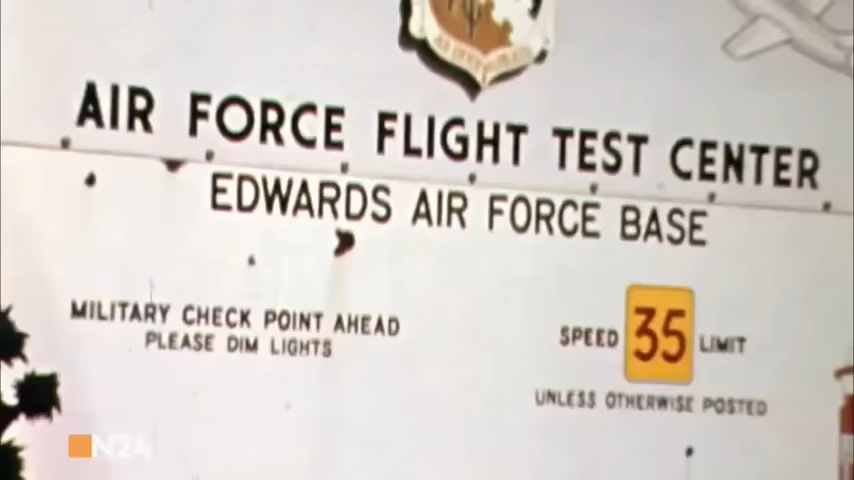 AIR FORCE FLIGHT TEST CENTER
EDWARDS AIR FORCE BASE
MILITARY CHECK POINT AHEAD
PLEASE DIM LIGHTS
SPEED 35 LIMIT
UNLESS OTHERWISE POSTED
N24